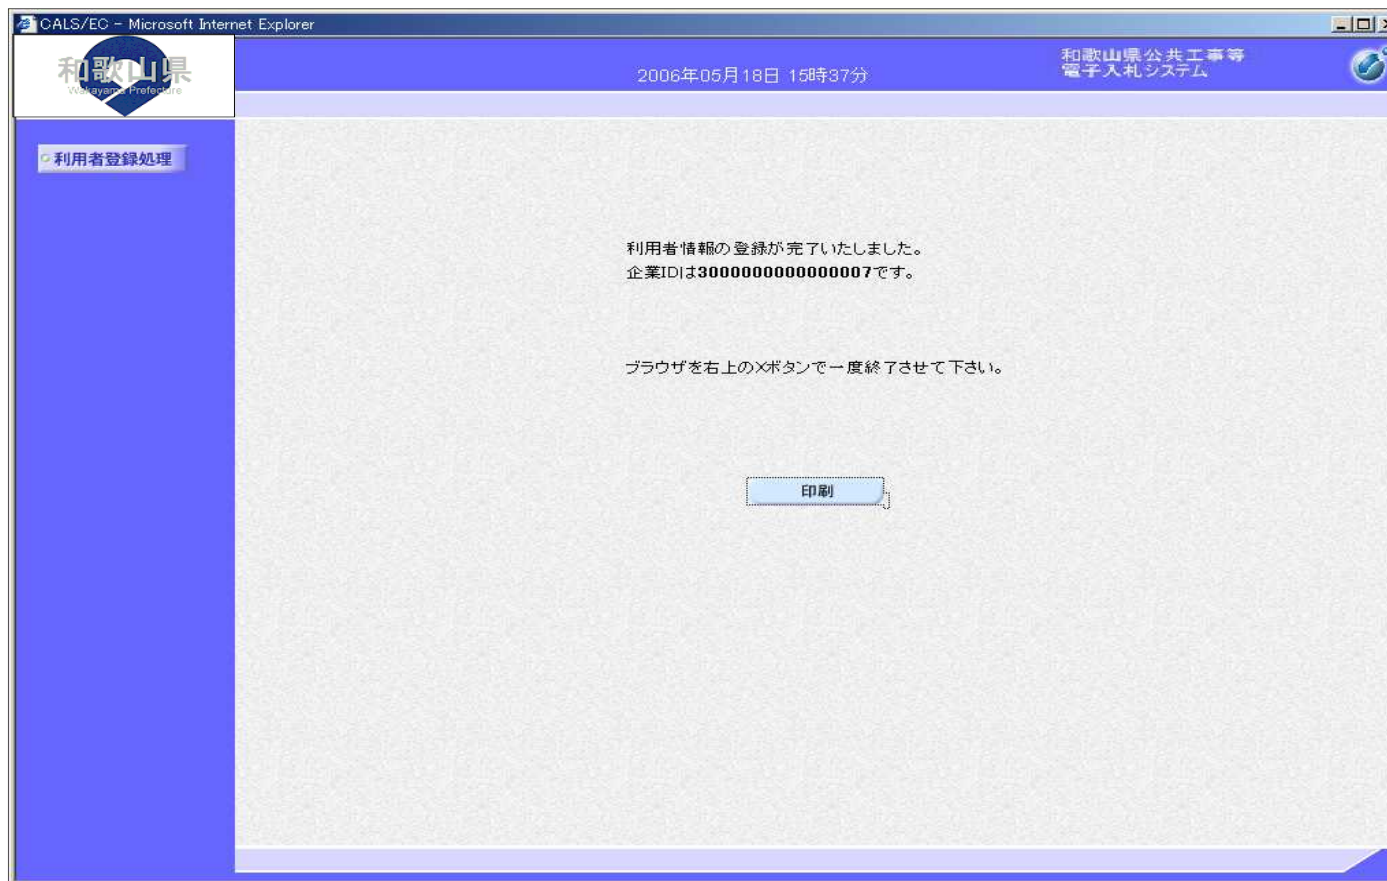 CALS/EC - Microsoft Internet Explorer
和歌山県
Wakayama Prefecture
2006年05月18日 15時37分
和歌山県公共工事等
電子入札システム
利用者登録処理
利用者情報の登録が完了いたしました。
企業IDは3000000000000007です。
ブラウザを右上の×ボタンで一度終了させて下さい。
印刷